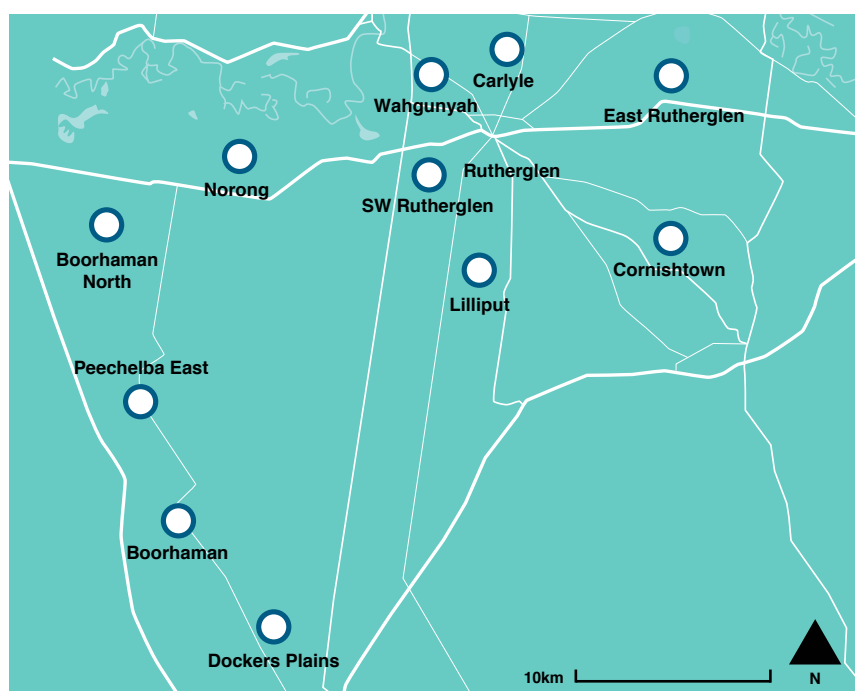 Carlyle
Wahgunyah
East Rutherglen
Rutherglen
Norong
SW Rutherglen
Boorhaman
North
Cornishtown
Lilliput
Peechelba East
Boorhaman
Dockers Plains
10km
N